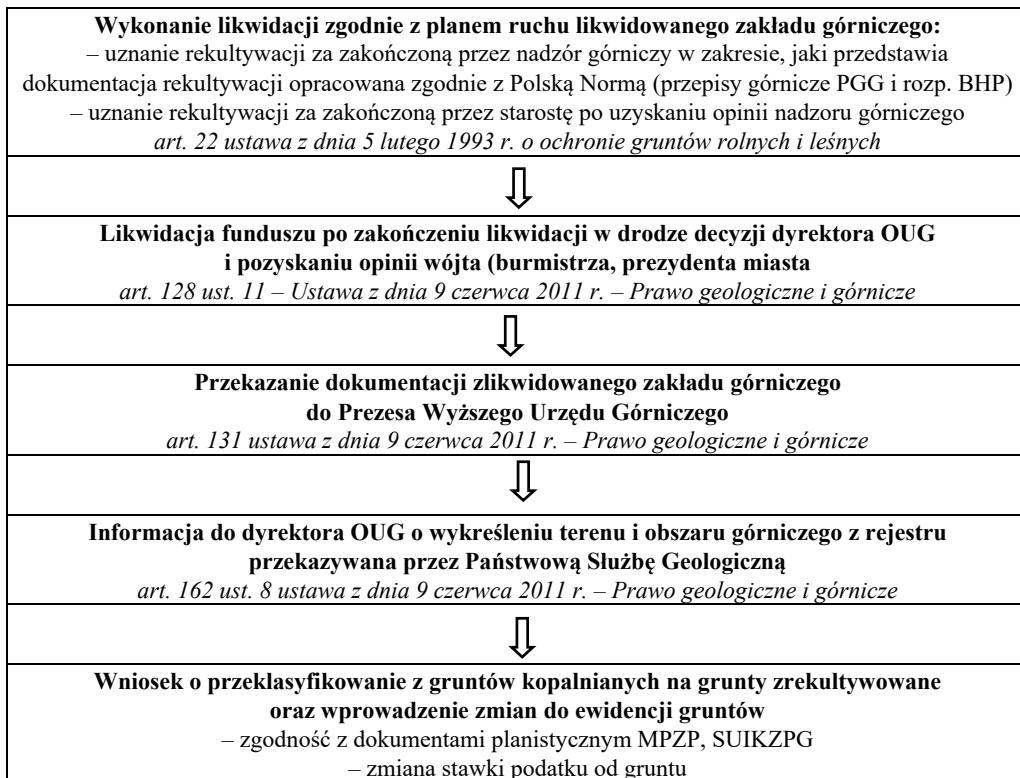 Wykonanie likwidacji zgodnie z planem ruchu likwidowanego zakładu górniczego:
– uznanie rekultywacji za zakończoną przez nadzór górniczy w zakresie, jaki przedstawia
dokumentacja rekultywacji opracowana zgodnie z Polską Normą (przepisy górnicze PGG i rozp. BHP)
– uznanie rekultywacji za zakończoną przez starostę po uzyskaniu opinii nadzoru górniczego
art. 22 ustawa z dnia 5 lutego 1993 r. o ochronie gruntów rolnych i leśnych
Likwidacja funduszu po zakończeniu likwidacji w drodze decyzji dyrektora OUG
i pozyskaniu opinii wójta (burmistrza, prezydenta miasta
art. 128 ust. 11 – Ustawa z dnia 9 czerwca 2011 r. – Prawo geologiczne i górnicze
Przekazanie dokumentacji zlikwidowanego zakładu górniczego
do Prezesa Wyższego Urzędu Górniczego
art. 131 ustawa z dnia 9 czerwca 2011 r. – Prawo geologiczne i górnicze
Informacja do dyrektora OUG o wykreśleniu terenu i obszaru górniczego z rejestru
przekazywana przez Państwową Służbę Geologiczną
art. 162 ust. 8 ustawa z dnia 9 czerwca 2011 r. – Prawo geologiczne i górnicze
Wniosek o przeklasyfikowanie z gruntów kopalnianych na grunty zrekultywowane
oraz wprowadzenie zmian do ewidencji gruntów
– zgodność z dokumentami planistycznym MPZP, SUIKZPG
– zmiana stawki podatku od gruntu